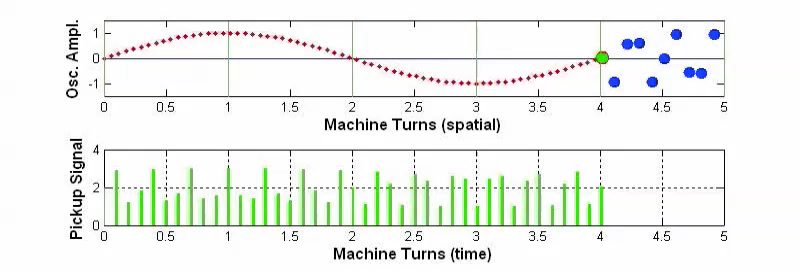 Osc. Ampl.
1
0
-1
0 0.5 1 1.5 2 2.5 3 3.5 4 4.5 5
Machine Turns (spatial)
Pickup Signal
4
2
0
0 0.5 1 1.5 2 2.5 3 3.5 4 4.5 5
Machine Turns (time)